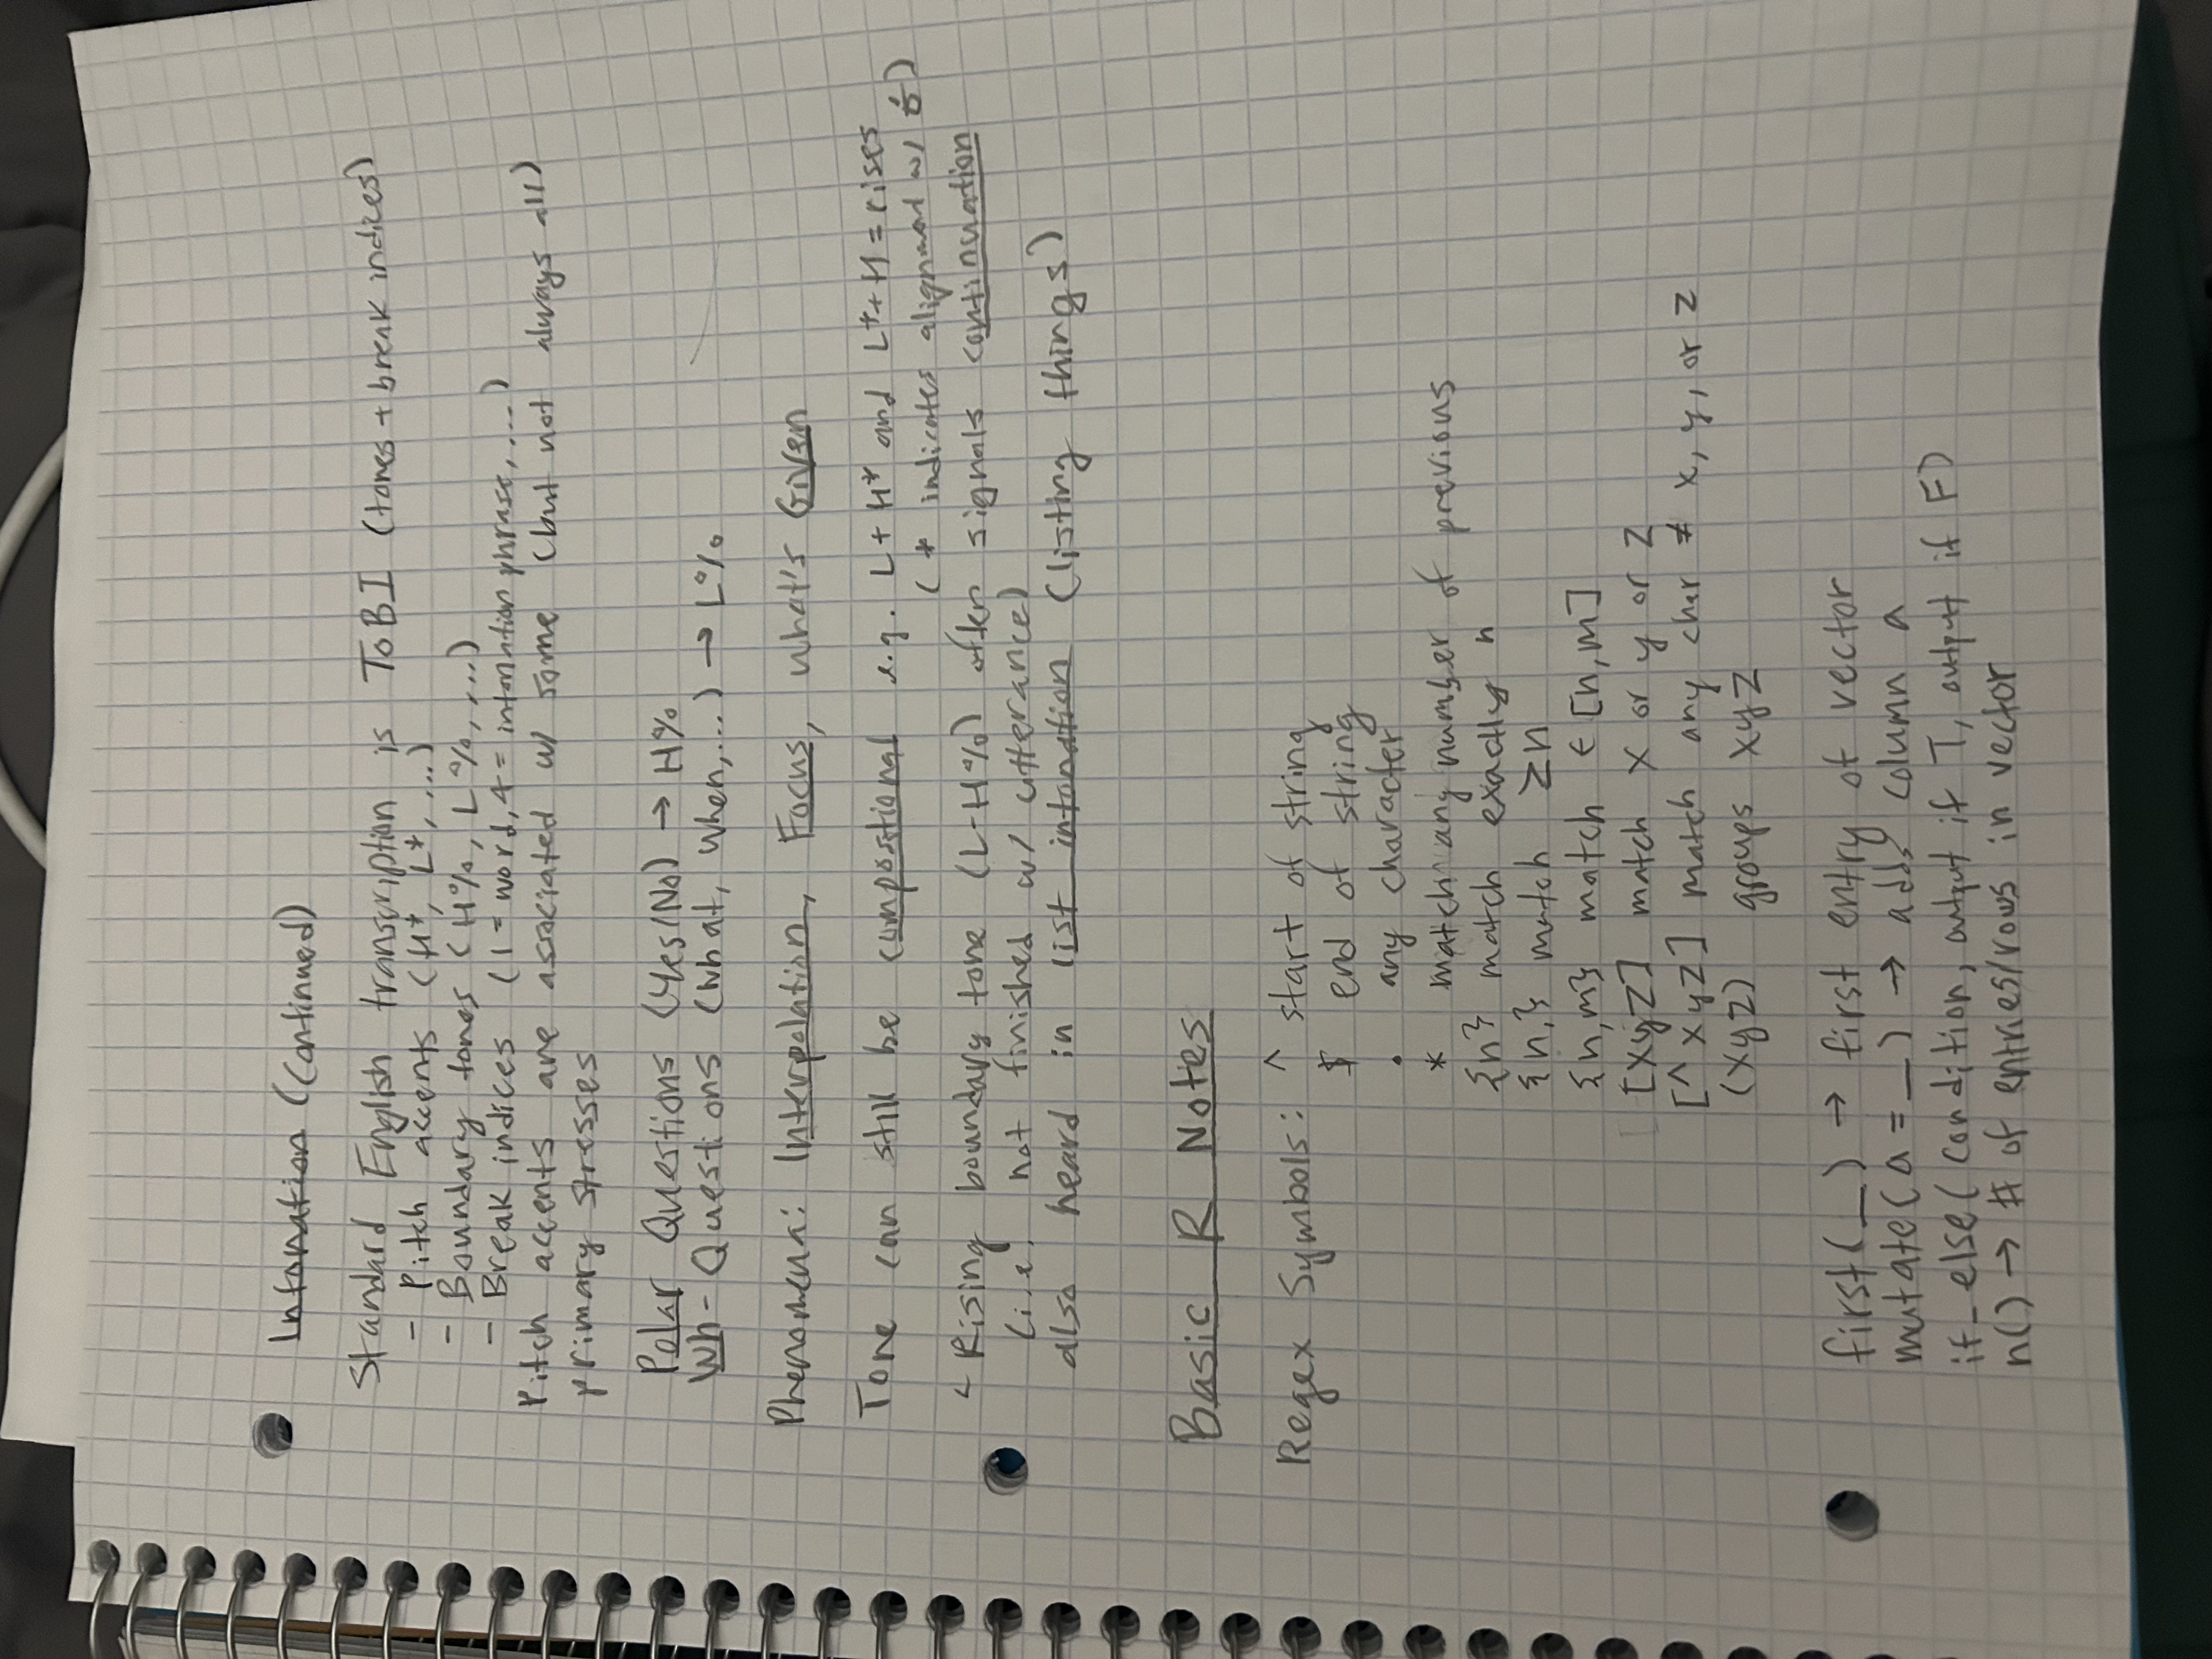 Intonation (Continued)
Standard English transcription is ToBI (tones + break indices)
- Pitch accents (H*, L*, ...)
- Boundary tones (H%, L%, ...)
- Break indices (1 = word, 4 = intonation phrase, ...)
Pitch accents are associated w/ some (but not always all)
primary stresses
Polar Questions (Yes/No) → H%
Wh- Questions (What, When, ...) → L%
Phenomena: Interpolation, Focus, what's Given
Tone can still be compositional e.g. L + H* and L*+H = rises
(* indicates alignment w/ σ́)
- Rising boundary tone (L-H%) often signals continuation
(i.e. not finished w/ utterance)
also heard in list intonation (listing things)
Basic R Notes
Regex Symbols: ^ start of string
$ end of string
. any character
* match any number of previous
{n} match exactly n
{n,} match ≥n
{n,m} match ∈ [n,m]
[xyz] match x or y or z
[^xyz] match any char ≠ x, y, or z
(xyz) groups xyz
first(_) → first entry of vector
mutate(a = _) → adds column a
if_else(condition, output if T, output if F)
n() → # of entries/rows in vector